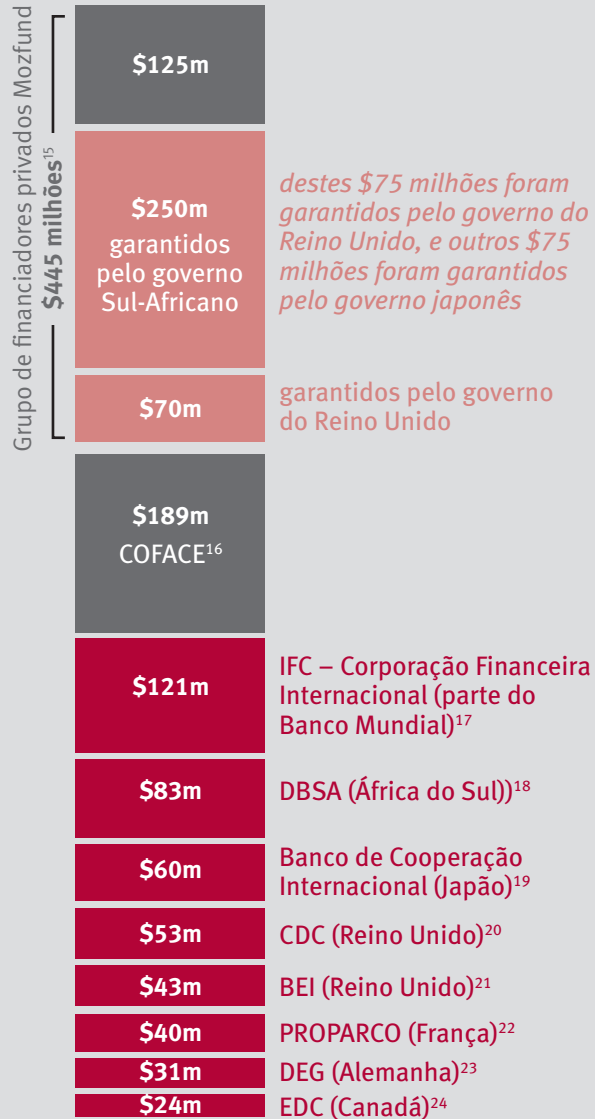 Grupo de financiadores privados Mozfund
$445 milhões15
$125m
$250m
garantidos
pelo governo
Sul-Africano
destes $75 milhões foram
garantidos pelo governo do
Reino Unido, e outros $75
milhões foram garantidos
pelo governo japonês
$70m
garantidos pelo governo
do Reino Unido
$189m
COFACE16
$121m
IFC – Corporação Financeira
Internacional (parte do
Banco Mundial)17
$83m
DBSA (África do Sul))18
$60m
Banco de Cooperação
Internacional (Japão)19
$53m
CDC (Reino Unido)20
$43m
BEI (Reino Unido)21
$40m
PROPARCO (França)22
$31m
DEG (Alemanha)23
$24m
EDC (Canadá)24